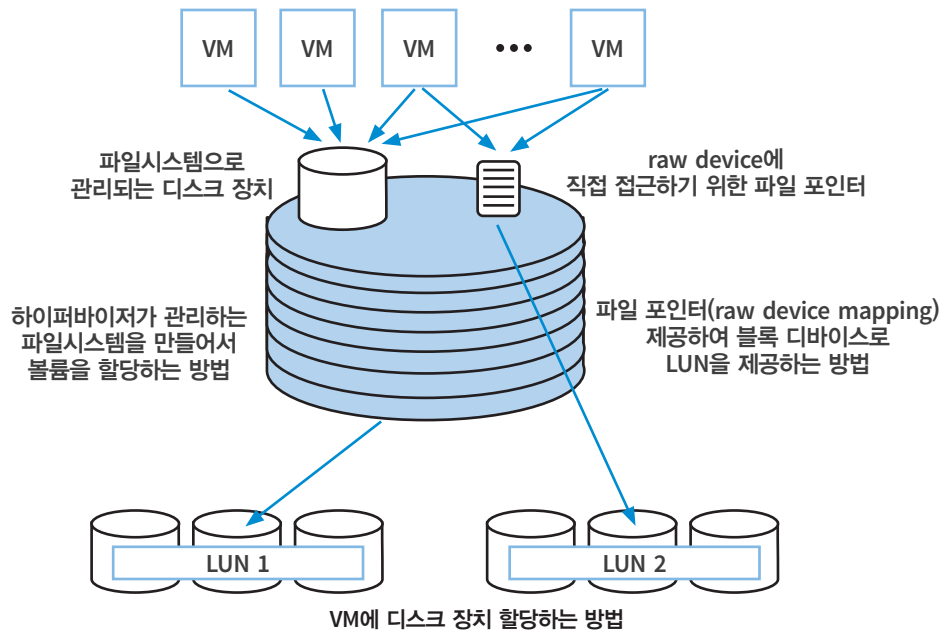 VM
VM
VM
•••
VM
파일시스템으로
관리되는 디스크 장치
raw device에
직접 접근하기 위한 파일 포인터
하이퍼바이저가 관리하는
파일시스템을 만들어서
볼륨을 할당하는 방법
파일 포인터(raw device mapping)
제공하여 블록 디바이스로
LUN을 제공하는 방법
LUN 1
LUN 2
VM에 디스크 장치 할당하는 방법